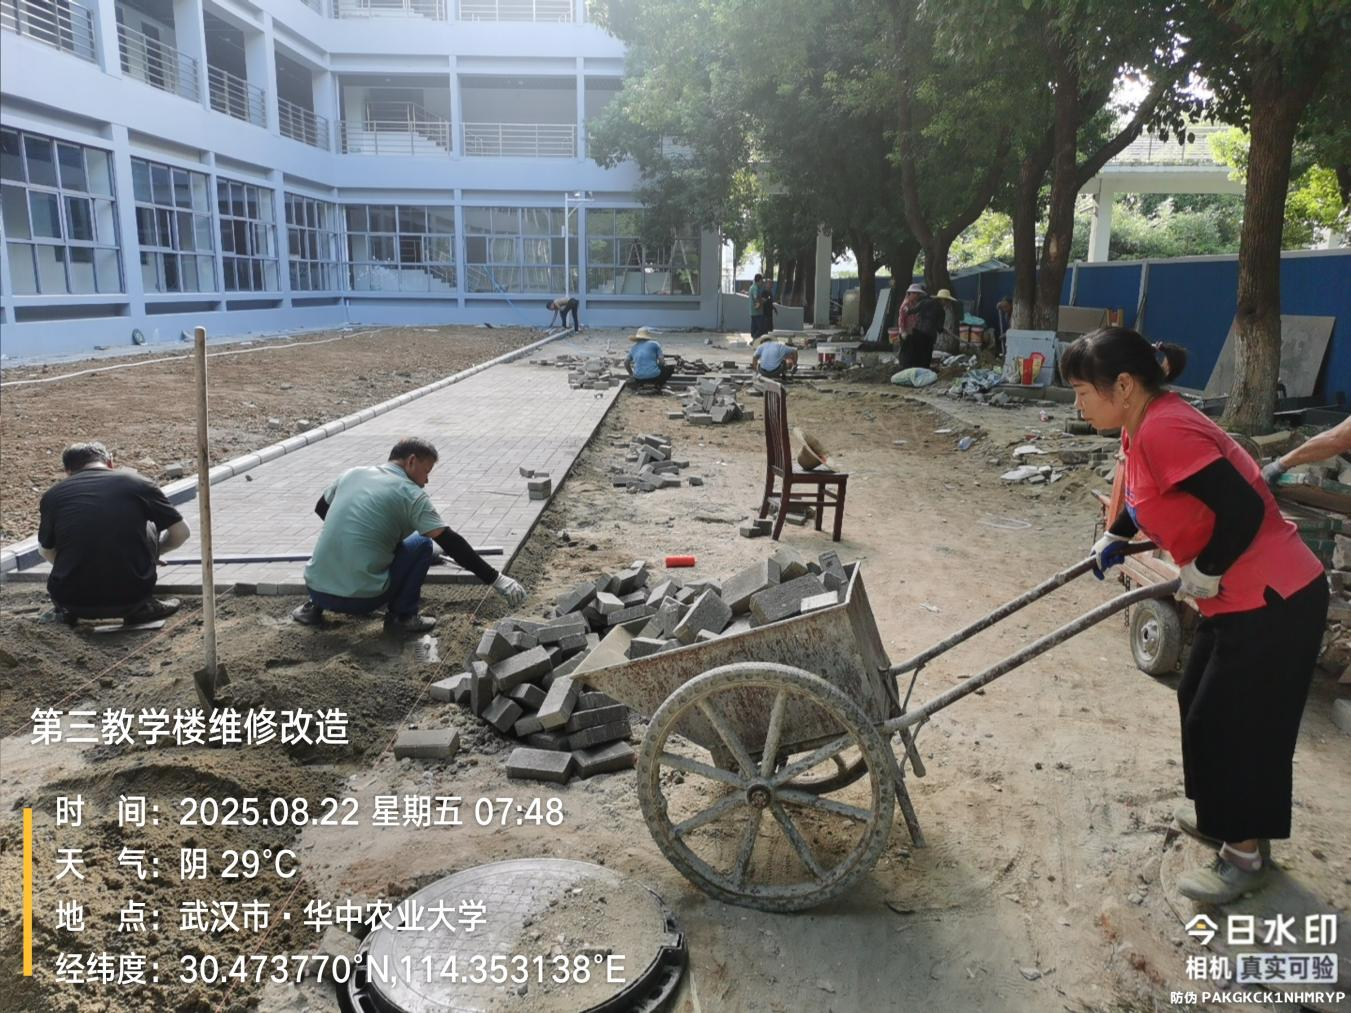 第三教学楼维修改造
时 间：2025.08.22 星期五 07:48
天 气：阴 29°C
地 点：武汉市·华中农业大学
经纬度：30.473770°N,114.353138°E
今日水印
相机 真实可验
防伪 PAKGKCK1NHMRYP